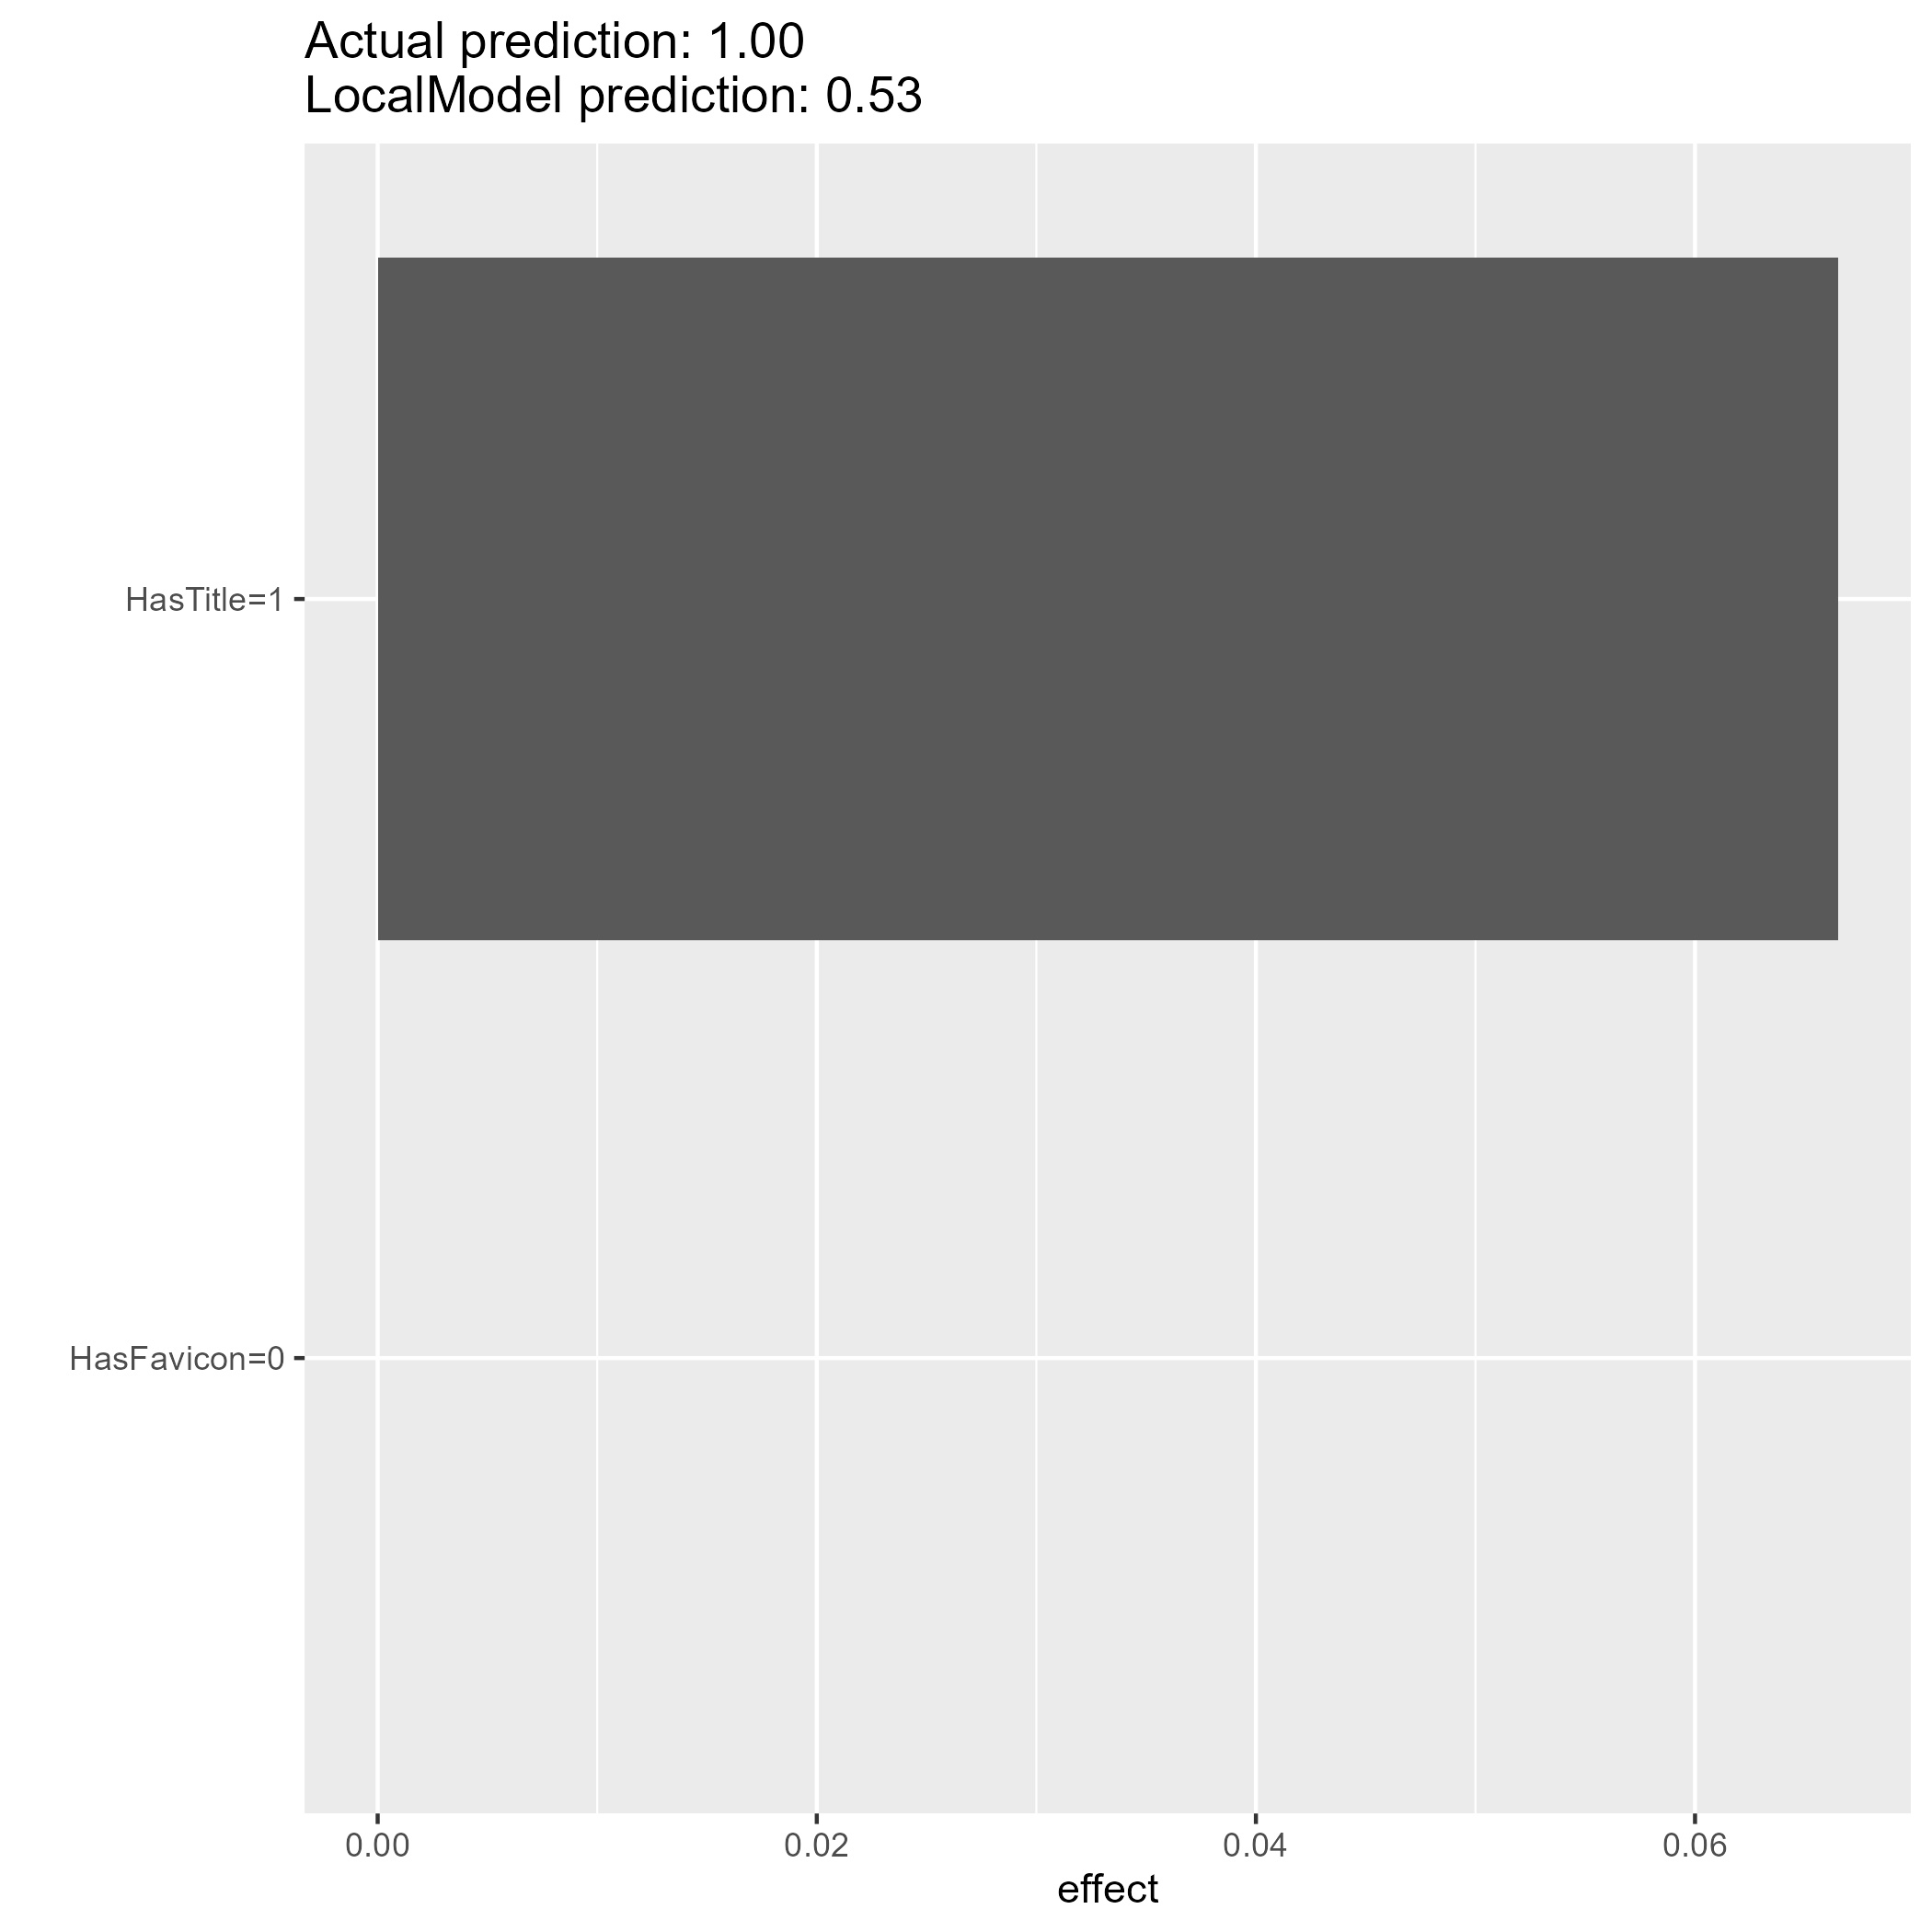 Actual prediction: 1.00
LocalModel prediction: 0.53
HasTitle=1
HasFavicon=0
0.00 0.02 0.04 0.06
effect